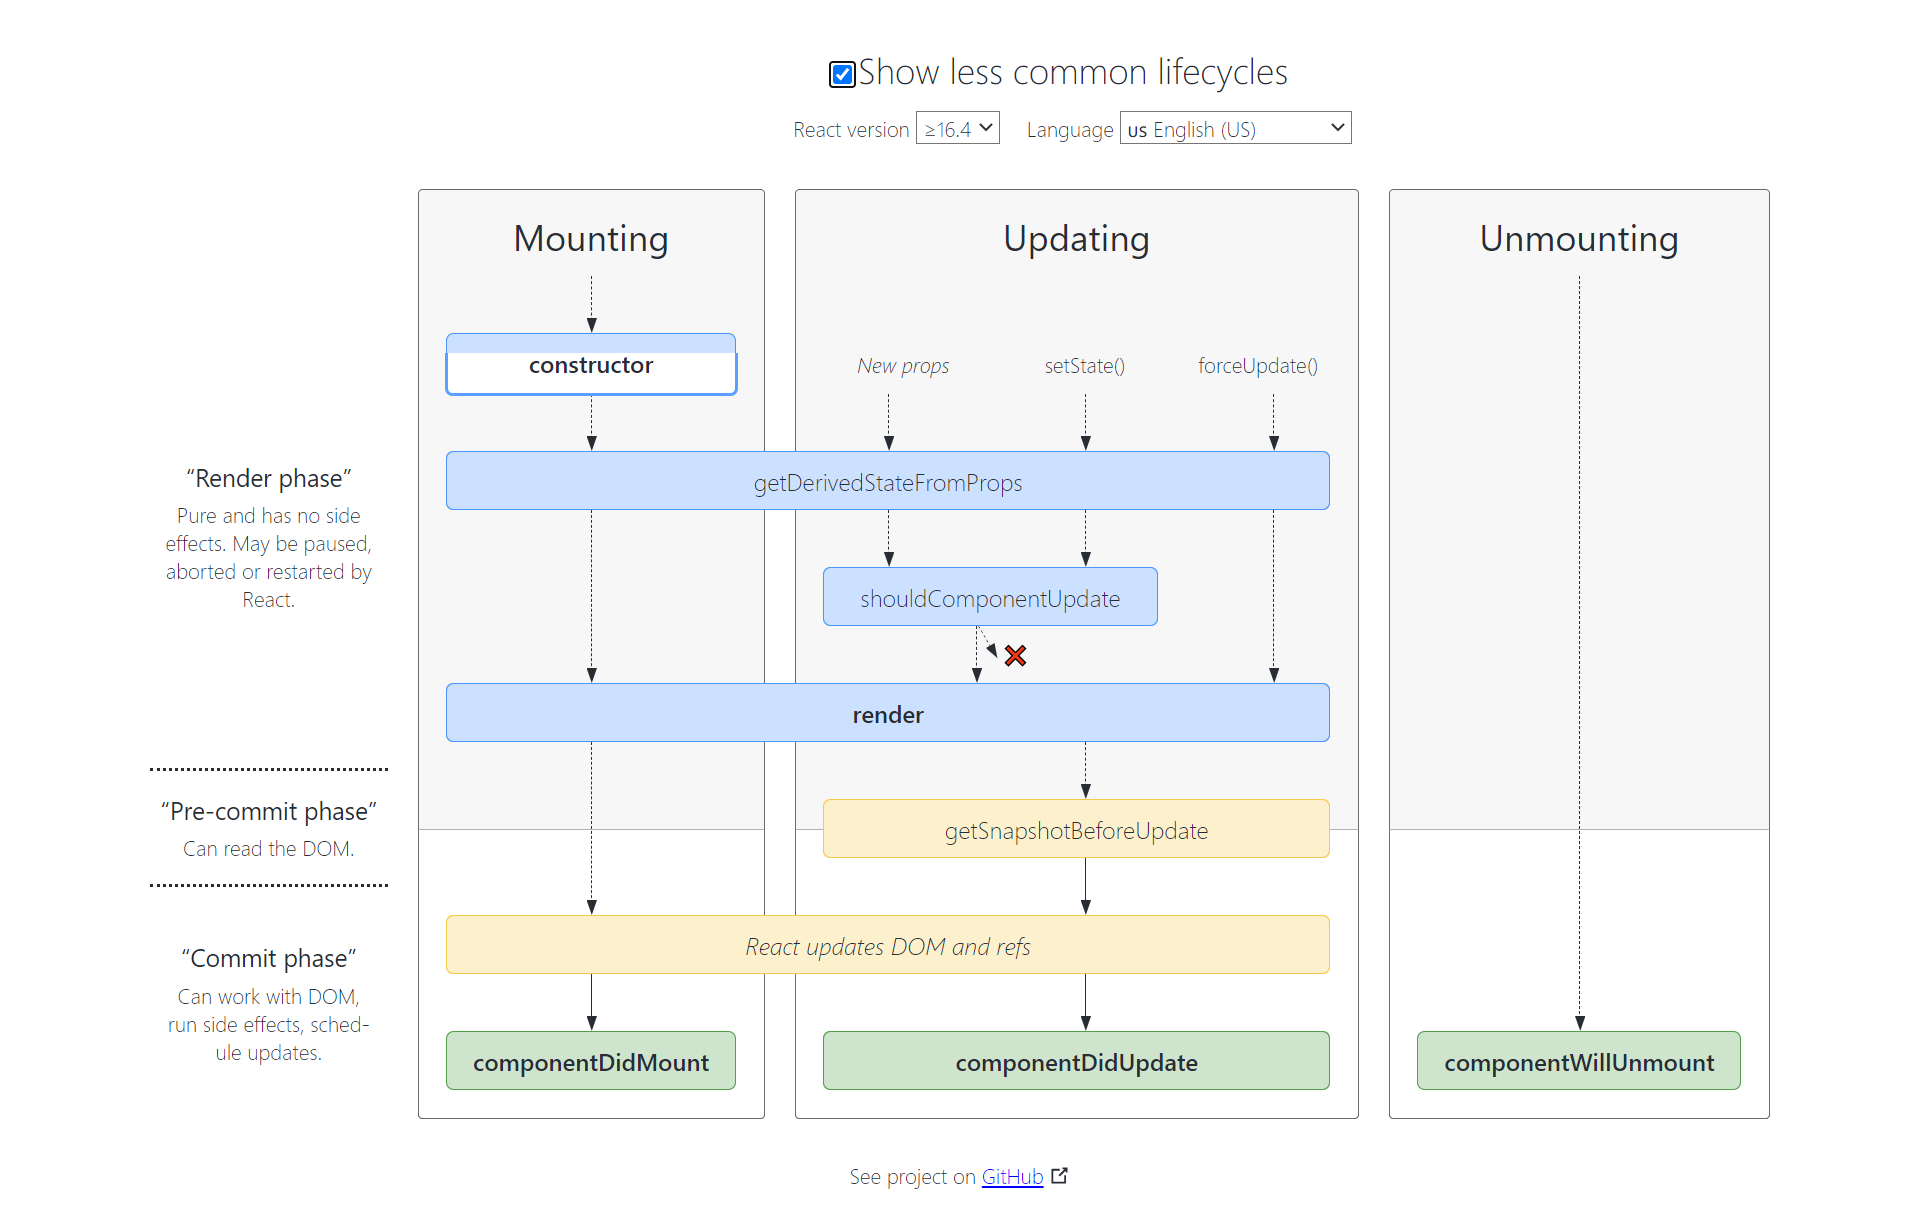 Show less common lifecycles
React version ≥16.4 Language us English (US)
Mounting
Updating
Unmounting
constructor
New props
setState()
forceUpdate()
“Render phase”
Pure and has no side
effects. May be paused,
aborted or restarted by
React.
getDerivedStateFromProps
shouldComponentUpdate
render
“Pre-commit phase”
Can read the DOM.
getSnapshotBeforeUpdate
“Commit phase”
Can work with DOM,
run side effects, sched-
ule updates.
React updates DOM and refs
componentDidMount
componentDidUpdate
componentWillUnmount
See project on GitHub